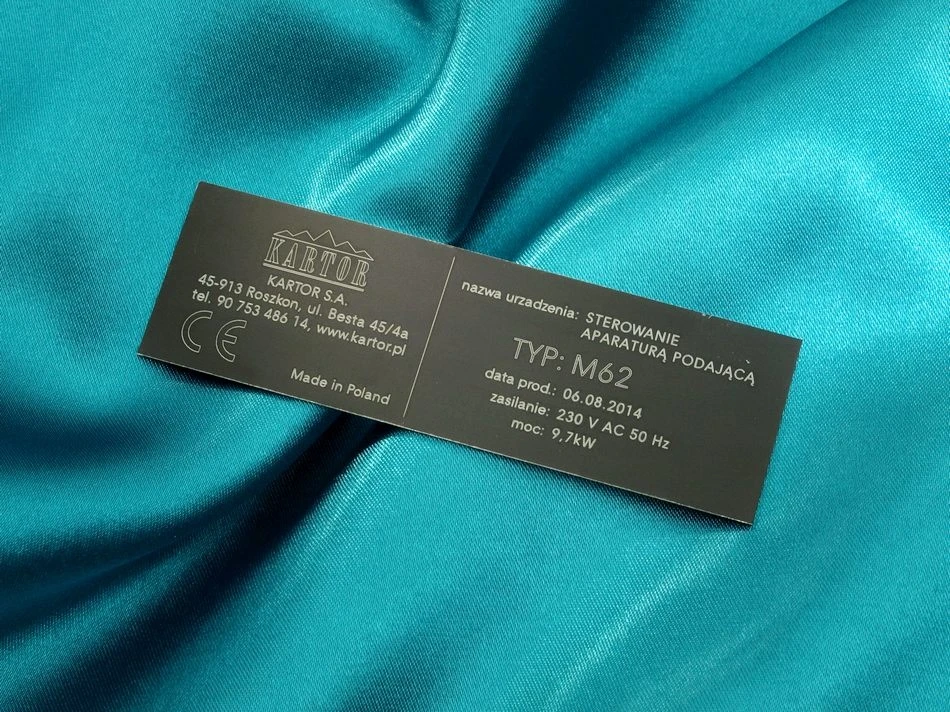 KARTOR
KARTOR S.A.
45-913 Roszkon, ul. Besta 45/4a
tel. 90 753 486 14, www.kartor.pl
CE
Made in Poland
nazwa urzadzenia: STEROWANIE
APARATURĄ PODAJĄCĄ
TYP: M62
data prod.: 06.08.2014
zasilanie: 230 V AC 50 Hz
moc: 9,7kW